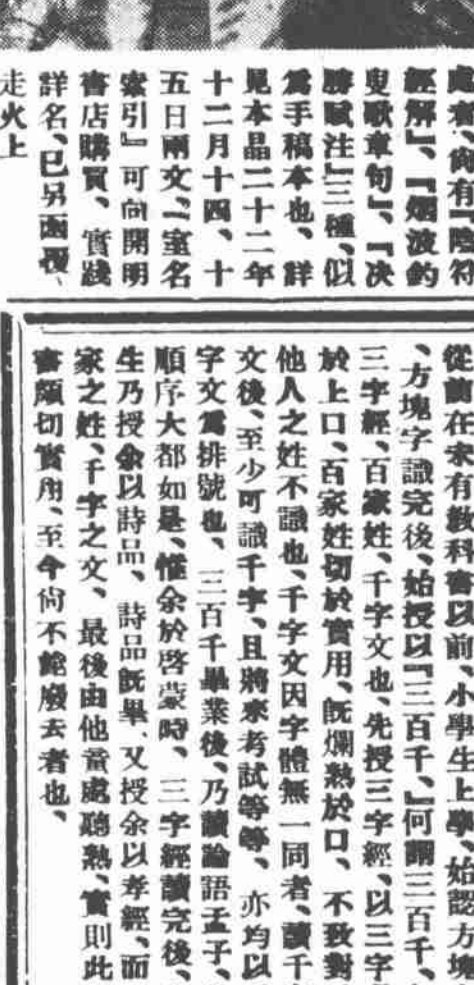 處有、尚有『陰符
經解』、『烟波釣
叟歌章句』、『决
勝賦注』三種、似
爲手稿本也、詳
見本晶二十二年
十二月十四、十
五日兩文、『室名
索引』可向開明
書店購買、實踐
詳名、已另函覆、
走火上
從前在未有教科書以前、小學生上學、始認方塊
、方塊字識完後、始授以『三百千、』何謂三百千、
三字經、百家姓、千字文也、先授三字經、以三字
於上口、百家姓切於實用、旣爛熟於口、不致對
他人之姓不識也、千字文因字體無一同者、讀千
文後、至少可識千字、且將來考試等等、亦均以
字文爲排號也、三百千畢業後、乃讀論語孟子、
順序大都如是、惟余於啓蒙時、三字經讀完後、
生乃授余以詩品、詩品旣畢、又授余以孝經、而
家之姓、千字之文、最後由他童處聽熟、實則此
書頗切實用、至今尙不能廢去者也、